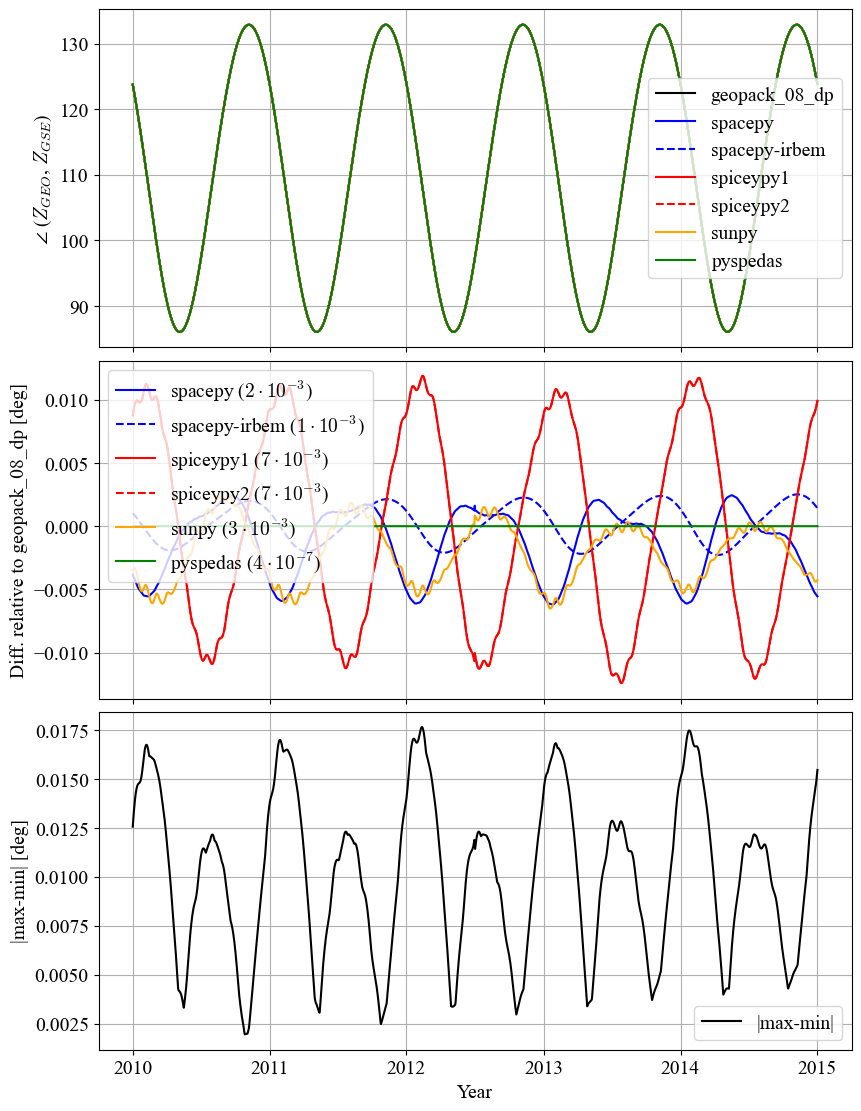 130
120
110
100
90
∠ (Z_{GEO}, Z_{GSE})
geopack_08_dp
spacepy
spacepy-irbem
spiceypy1
spiceypy2
sunpy
pyspedas
0.010
0.005
0.000
−0.005
−0.010
Diff. relative to geopack_08_dp [deg]
spacepy (2 · 10^{−3})
spacepy-irbem (1 · 10^{−3})
spiceypy1 (7 · 10^{−3})
spiceypy2 (7 · 10^{−3})
sunpy (3 · 10^{−3})
pyspedas (4 · 10^{−7})
0.0175
0.0150
0.0125
0.0100
0.0075
0.0050
0.0025
|max-min| [deg]
|max-min|
2010 2011 2012 2013 2014 2015
Year